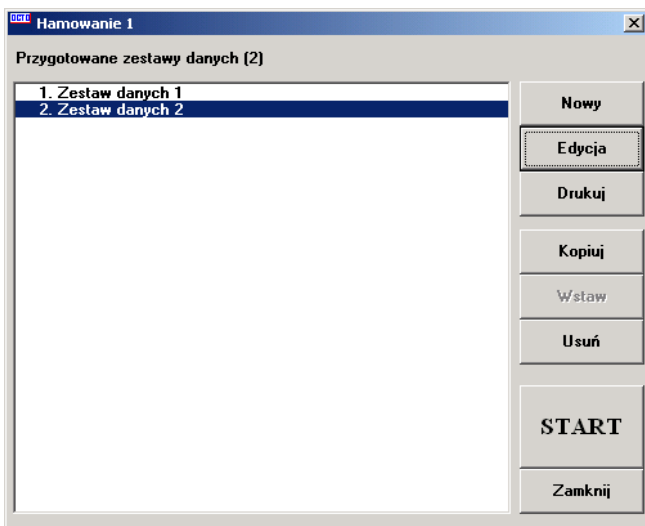 OCTO Hamowanie 1
Przygotowane zestawy danych (2)
1. Zestaw danych 1
2. Zestaw danych 2
Nowy
Edycja
Drukuj
Kopiuj
Wstaw
Usuń
START
Zamknij